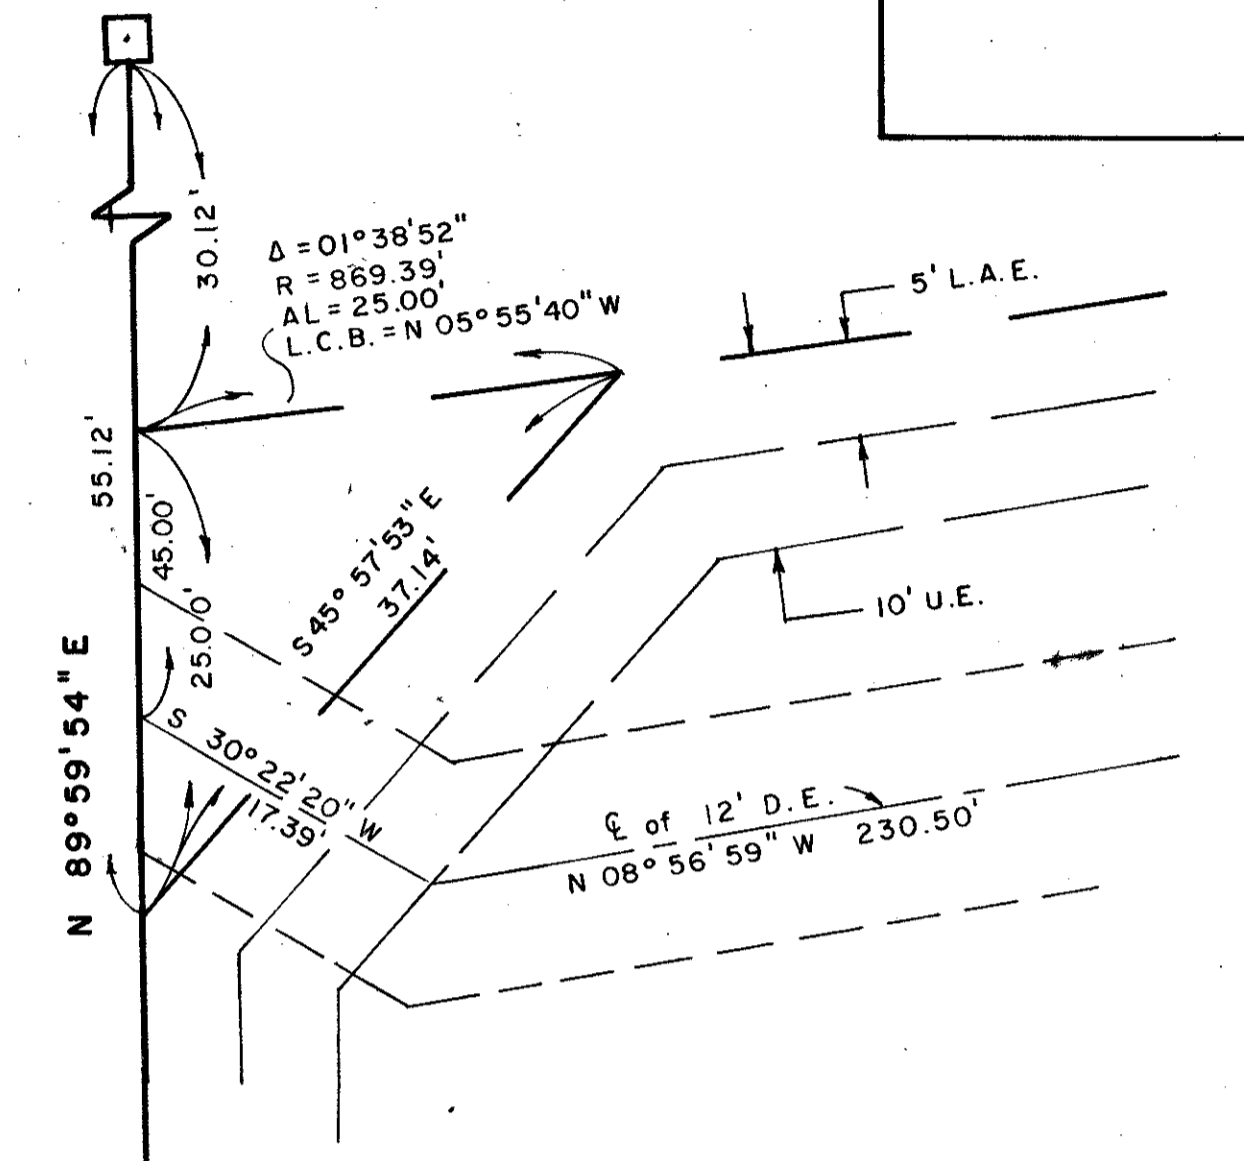 30.12'
Δ = 01°38'52"
R = 869.39'
AL = 25.00'
L.C.B. = N 05°55'40" W
5' L.A.E.
55.12'
45.00'
25.00'
S 45° 57' 53" E
37.14'
10' U.E.
N 89°59'54" E
S 30°22'20" W
17.39'
℄ of 12' D.E.
N 08° 56' 59" W 230.50'